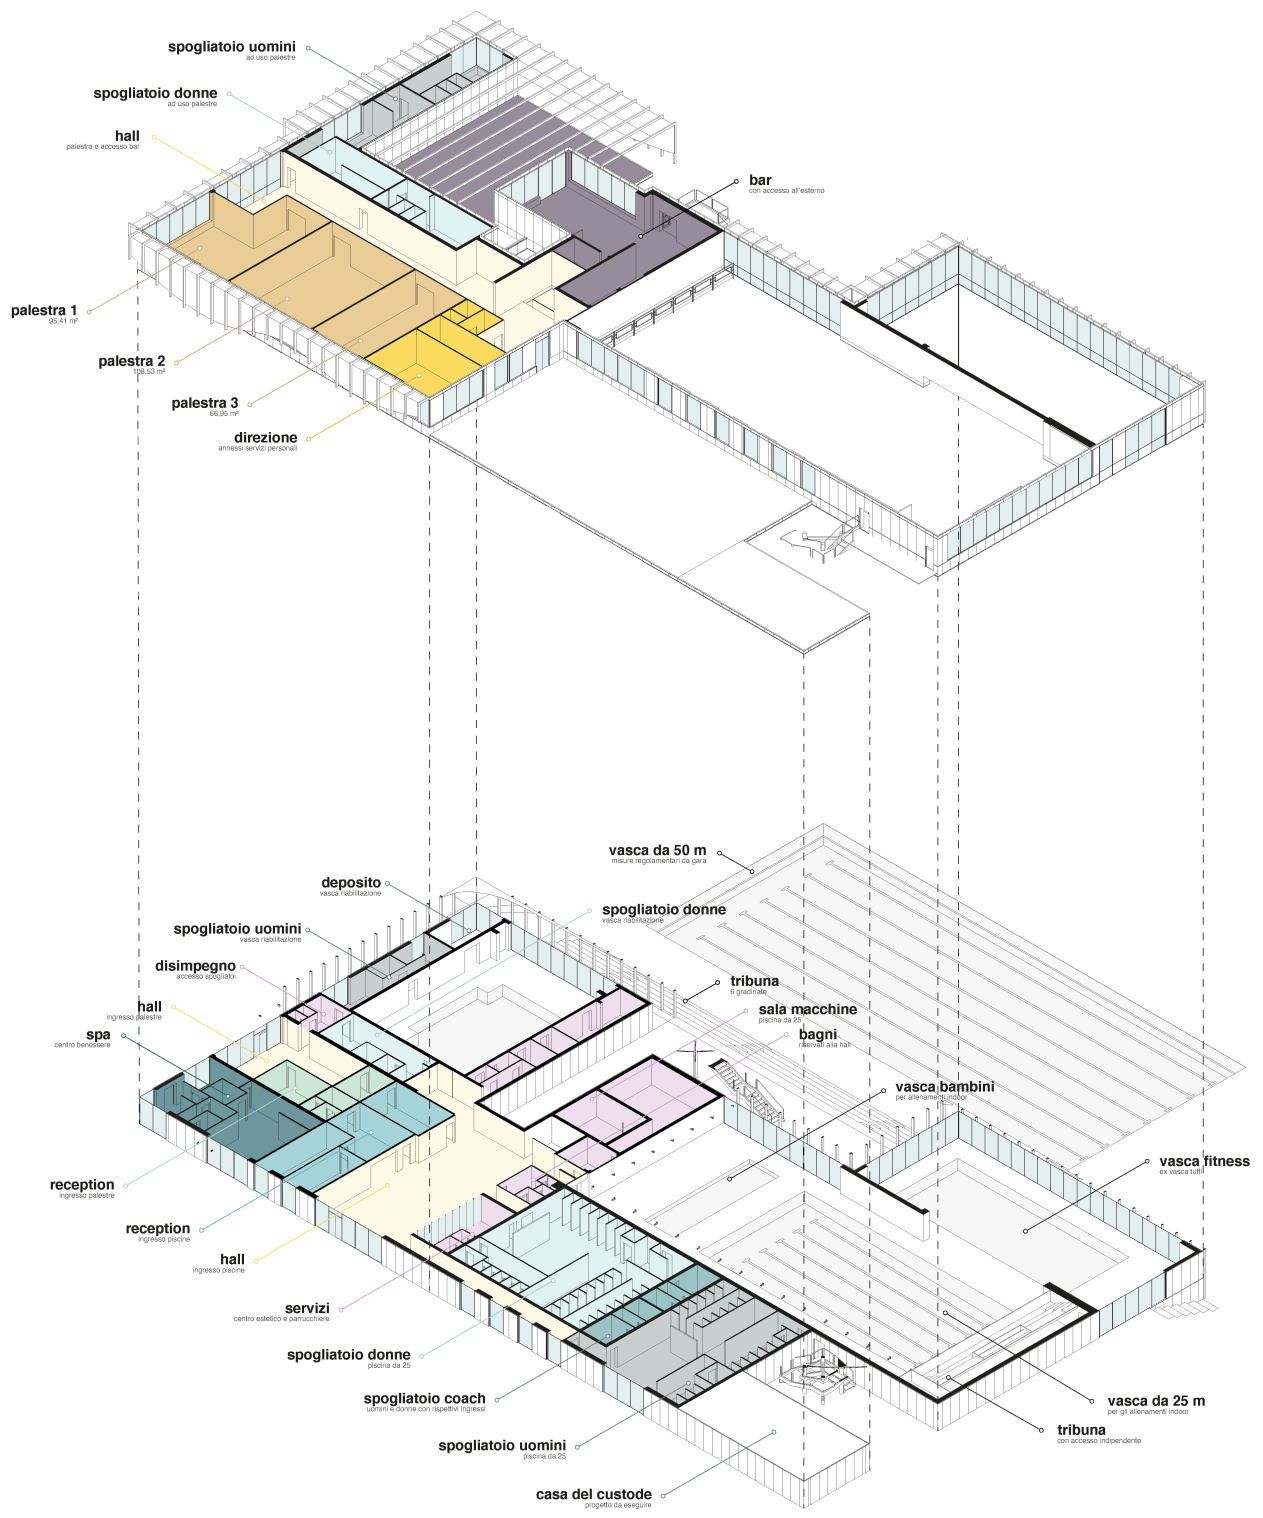 spogliatoio uomini
ad uso palestre
spogliatoio donne
ad uso palestre
hall
palestra e accesso bar
bar
con accesso all'esterno
palestra 1
95,41 m²
palestra 2
108,53 m²
palestra 3
66,95 m²
direzione
annessi servizi personali
vasca da 50 m
misure regolamentari da gara
deposito
vasca riabilitazione
spogliatoio donne
vasca riabilitazione
spogliatoio uomini
vasca riabilitazione
disimpegno
accesso spogliatoi
tribuna
6 gradinate
hall
ingresso palestre
sala macchine
piscina da 25
spa
centro benessere
bagni
riservati alla hall
vasca bambini
per allenamenti indoor
vasca fitness
ex vasca tuffi
reception
ingresso palestre
reception
ingresso piscine
hall
ingresso piscine
servizi
centro estetico e parrucchiere
spogliatoio donne
piscina da 25
spogliatoio coach
uomini e donne con rispettivi ingressi
vasca da 25 m
per gli allenamenti indoor
tribuna
con accesso indipendente
spogliatoio uomini
piscina da 25
casa del custode
progetto da eseguire